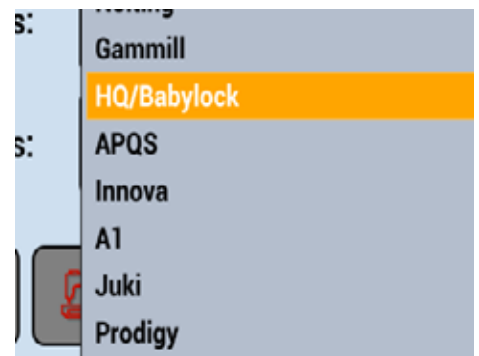 s:
Gammill
HQ/Babylock
s:
APQS
Innova
A1
Juki
Prodigy